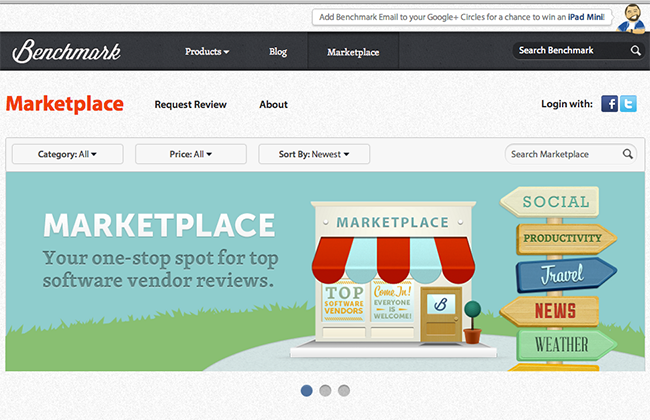 Add Benchmark Email to your Google+ Circles for a chance to win an iPad Mini!
Benchmark
Products
Blog
Marketplace
Search Benchmark
Marketplace
Request Review
About
Login with:
Category: All
Price: All
Sort By: Newest
Search Marketplace
MARKETPLACE
Your one-stop spot for top
software vendor reviews.
MARKETPLACE
TOP
SOFTWARE
VENDORS
Come In!
EVERYONE
IS
WELCOME!
B
SOCIAL
PRODUCTIVITY
Travel
NEWS
WEATHER